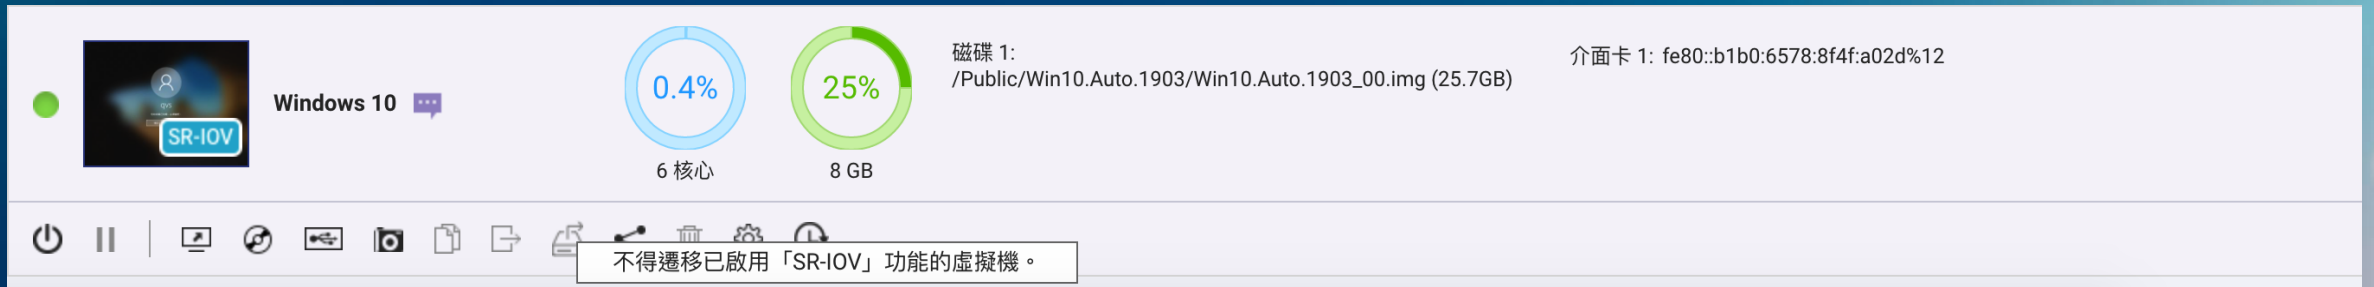 SR-IOV
Windows 10
0.4%
6 核心
25%
8 GB
磁碟 1:
/Public/Win10.Auto.1903/Win10.Auto.1903_00.img (25.7GB)
介面卡 1: fe80::b1b0:6578:8f4f:a02d%12
不得遷移已啟用「SR-IOV」功能的虛擬機。